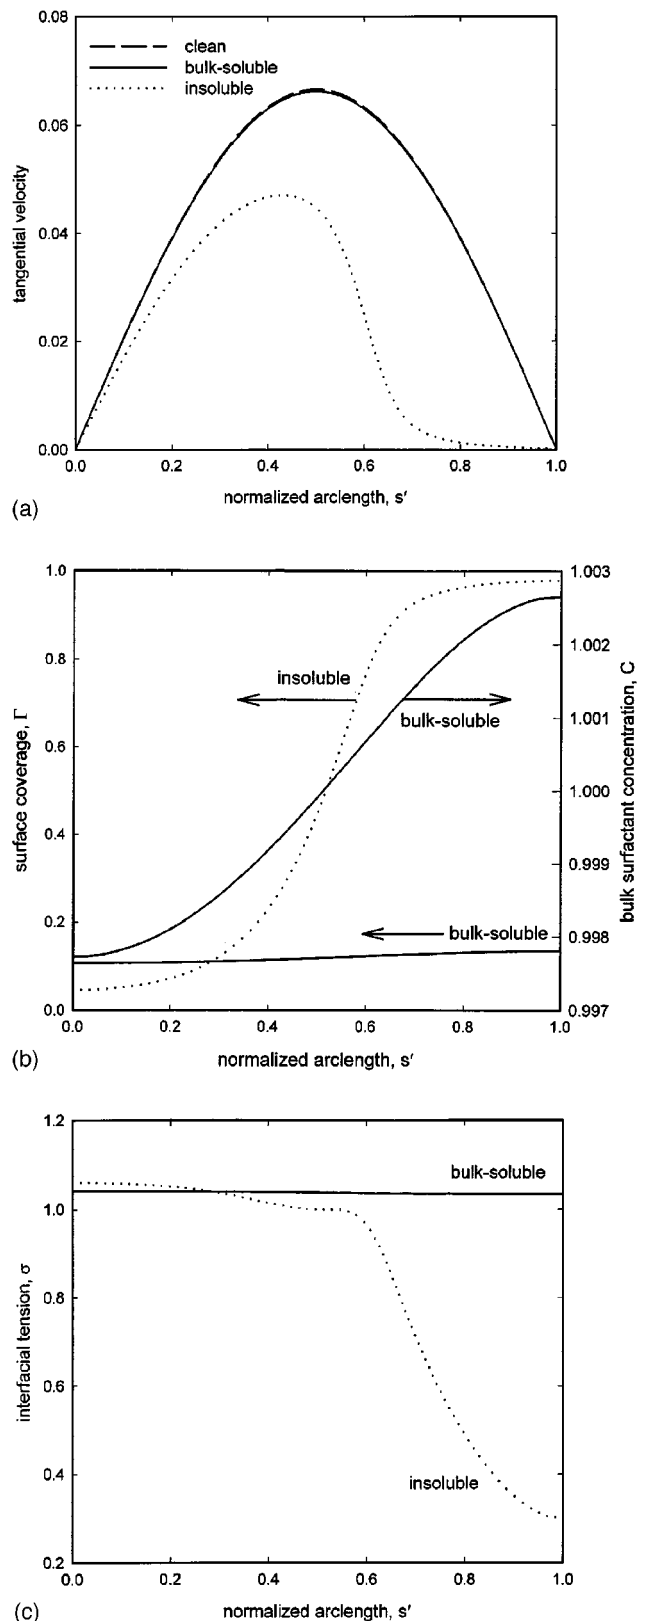 0.08
clean
bulk-soluble
insoluble
0.06
tangential velocity
0.04
0.02
0.00
0.0 0.2 0.4 0.6 0.8 1.0
normalized arclength, s'
(a)
1.0 1.003
0.8 1.002
insoluble
bulk-soluble
surface coverage, Γ
bulk surfactant concentration, C
0.6 1.001
1.000
0.4 0.999
0.2 0.998
bulk-soluble
0.0 0.997
0.0 0.2 0.4 0.6 0.8 1.0
normalized arclength, s'
(b)
1.2
bulk-soluble
1.0
interfacial tension, σ
0.8
0.6
insoluble
0.4
0.2
0.0 0.2 0.4 0.6 0.8 1.0
normalized arclength, s'
(c)